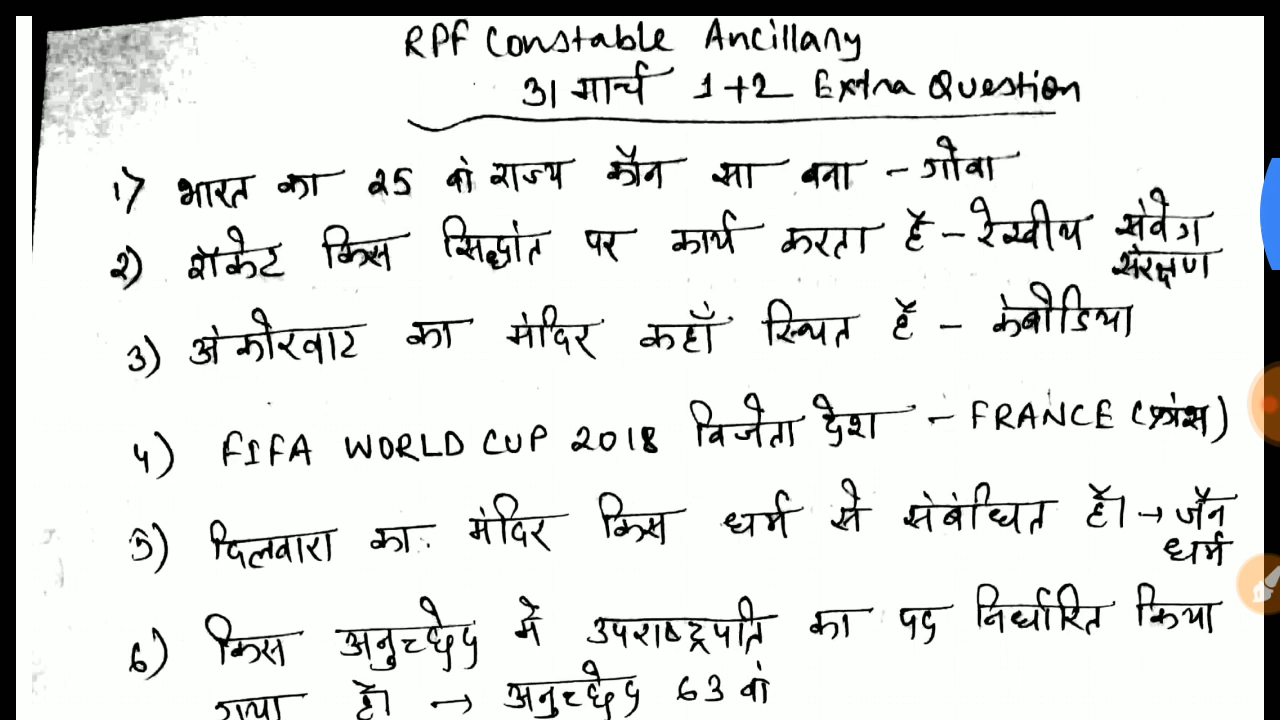 RPF Constable Ancillary
31 मार्च 1+2 Extra Question
1) भारत का 25 वां राज्य कौन सा बना - गोवा
2) रॉकेट किस सिद्धांत पर कार्य करता हैं - रेखीय संवेग
संरक्षण
3) अंकोरवाट का मंदिर कहाँ स्थित हैं - कंबोडिया
4) FIFA WORLD CUP 2018 विजेता देश - FRANCE (फ्रांस)
5) दिलवारा का मंदिर किस धर्म से संबंधित हैं। → जैन
धर्म
6) किस अनुच्छेद में उपराष्ट्रपति का पद निर्धारित किया
गया हैं। → अनुच्छेद 63 वां